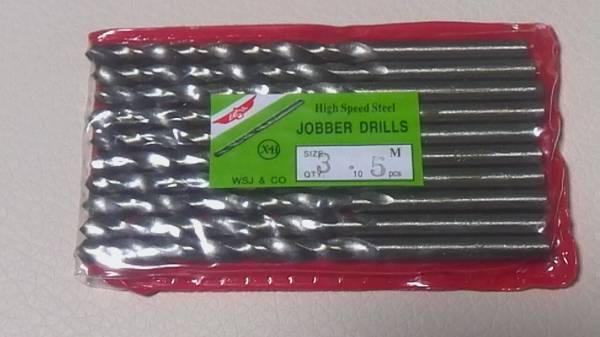 High Speed Steel
JOBBER DRILLS
SIZE 3.5 M
QTY. 10 pcs
WSJ & CO